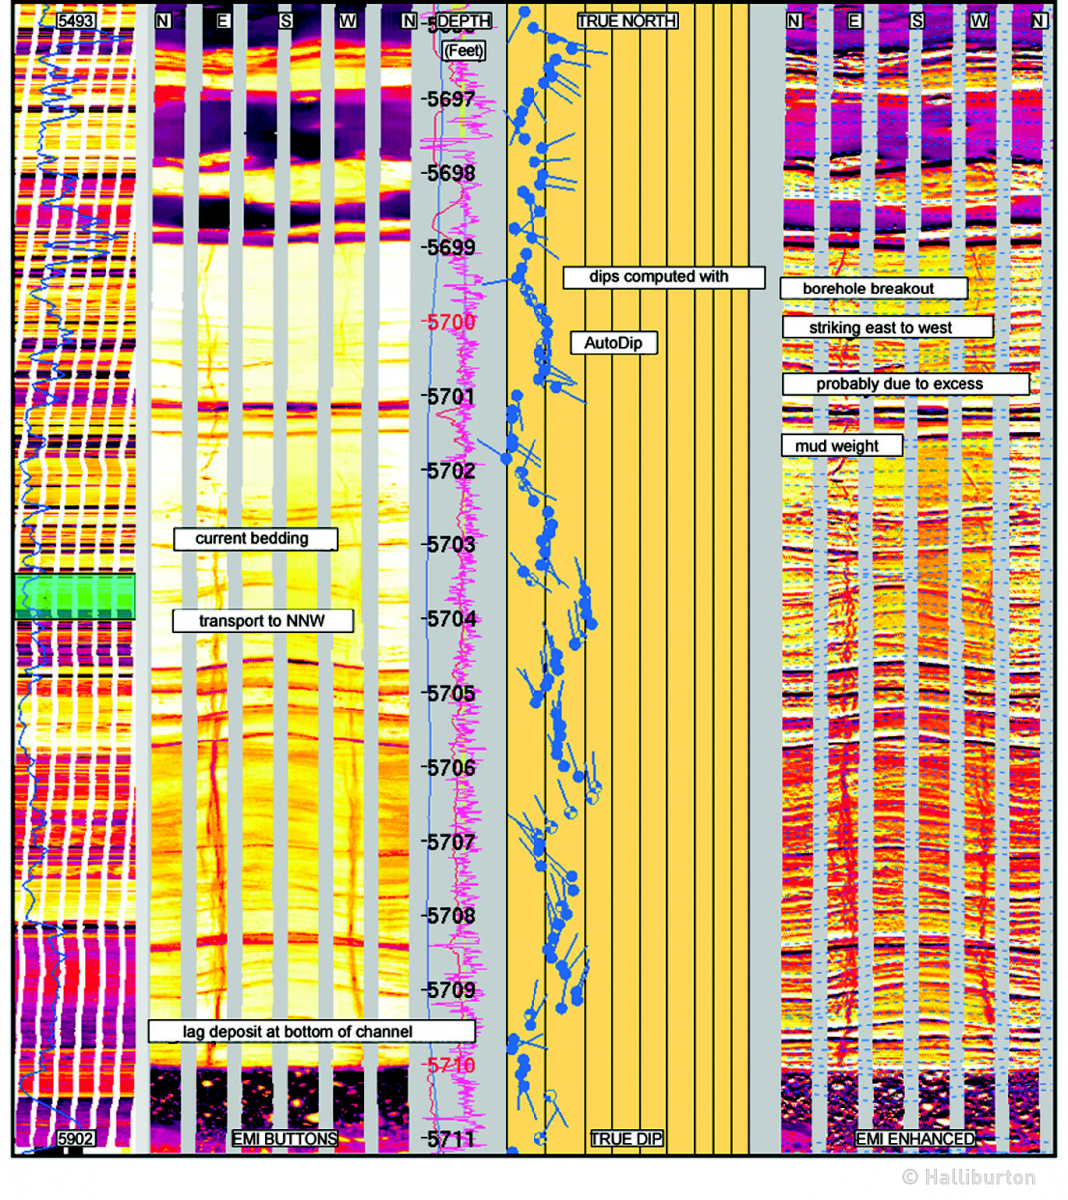 5493
N E S W N
DEPTH
TRUE NORTH
N E S W N
(Feet)
5697
5698
5699
dips computed with
borehole breakout
5700
striking east to west
AutoDip
probably due to excess
5701
mud weight
5702
current bedding
5703
transport to NNW
5704
5705
5706
5707
5708
5709
lag deposit at bottom of channel
5710
5902
EMI BUTTONS
5711
TRUE DIP
EMI ENHANCED
© Halliburton